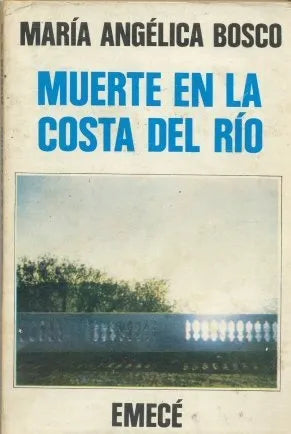 MARÍA ANGÉLICA BOSCO
MUERTE EN LA
COSTA DEL RÍO
EMECÉ